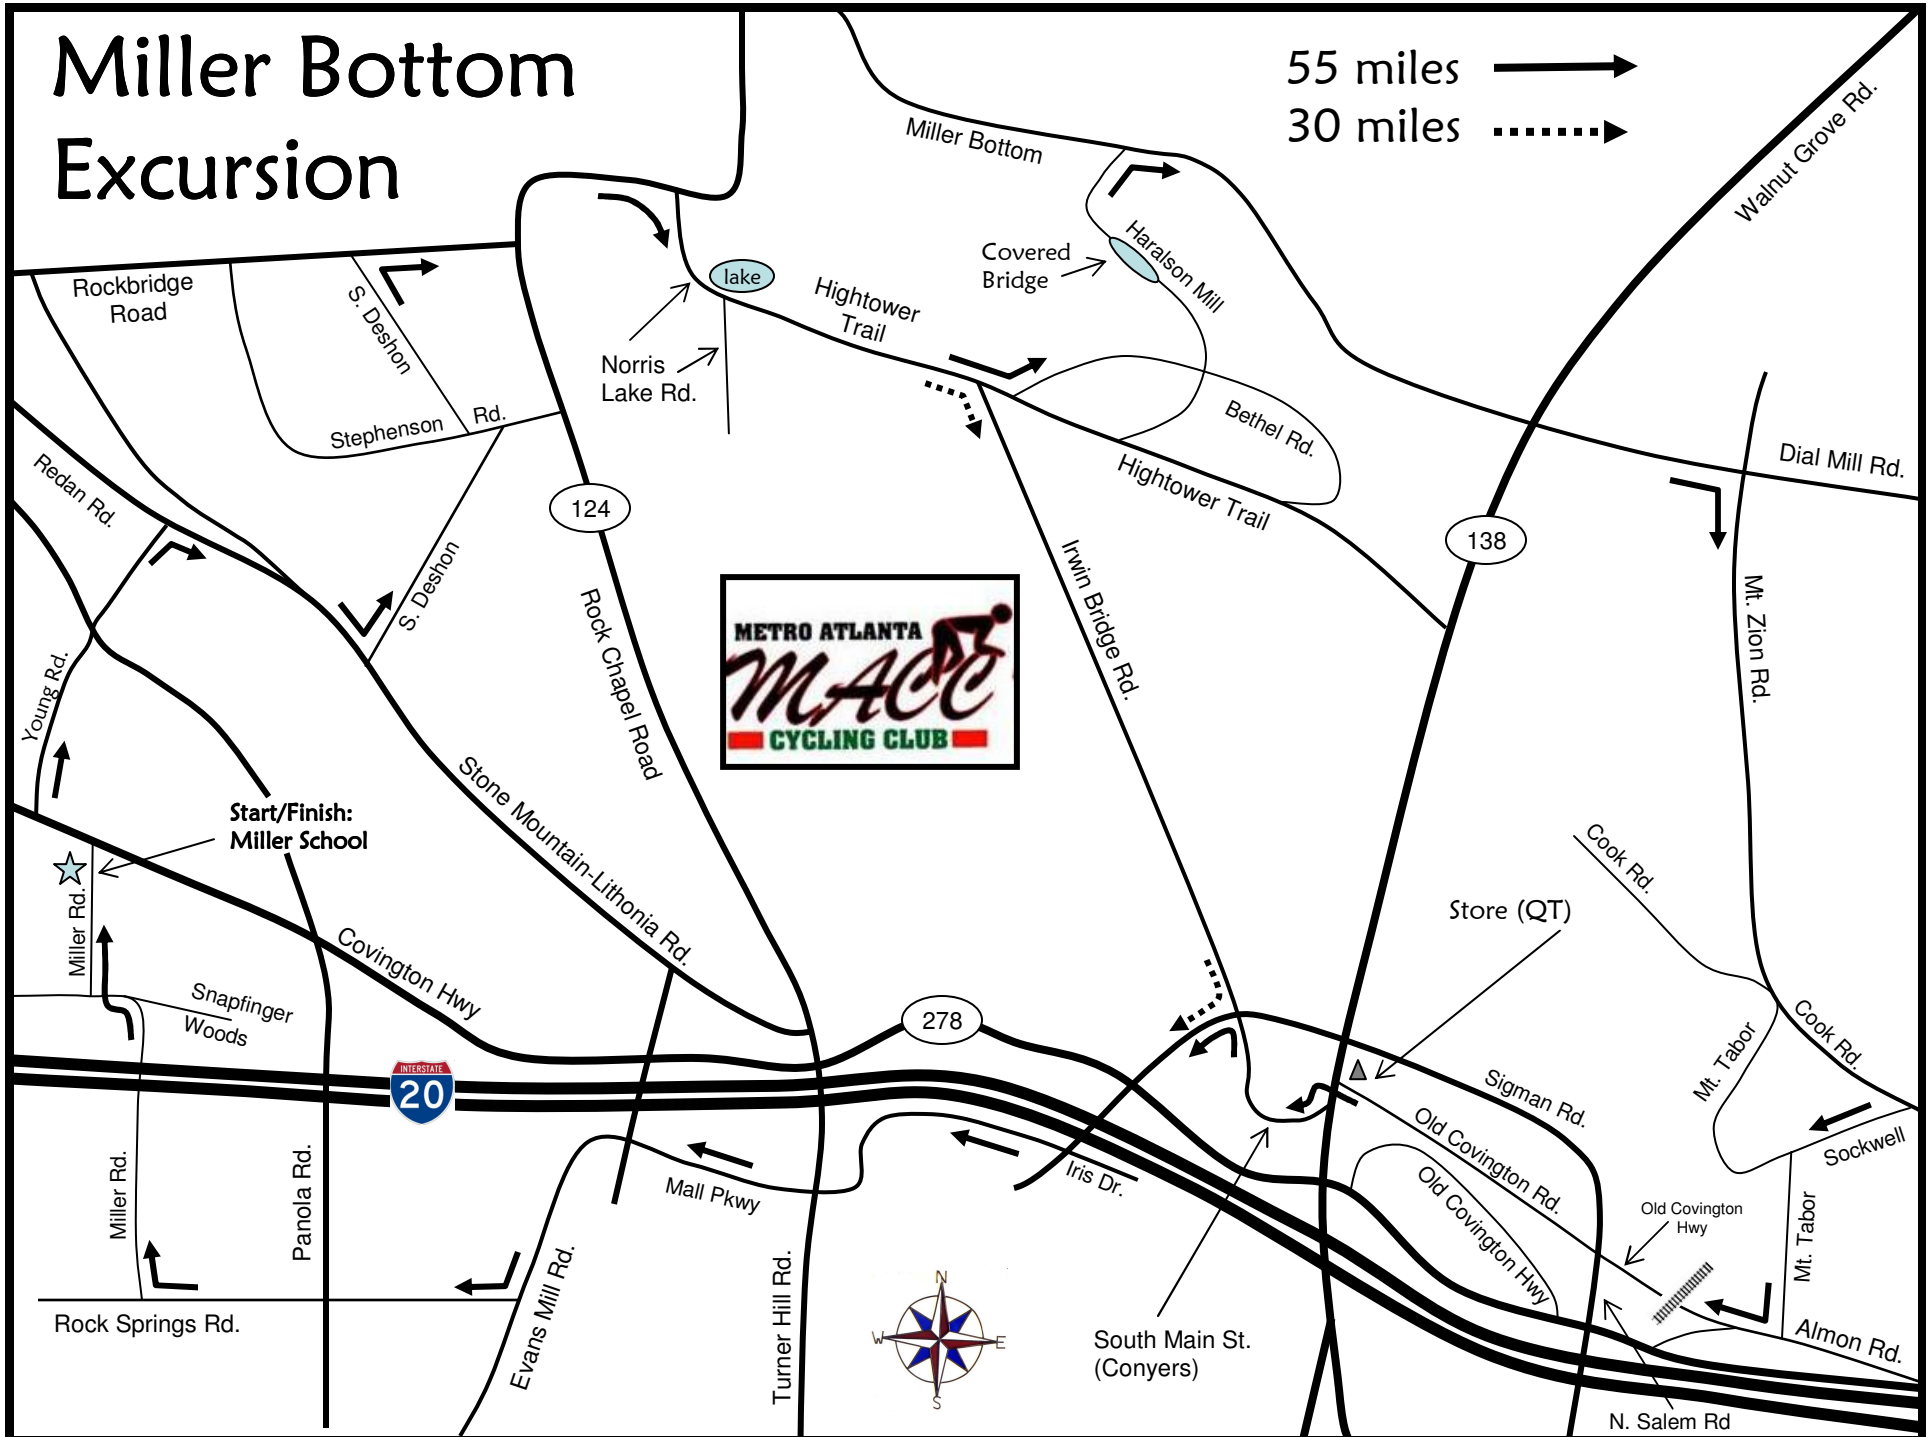 Miller Bottom
Excursion
55 miles
30 miles
Walnut Grove Rd.
Miller Bottom
Haralson Mill
Covered
Bridge
Rockbridge
Road
S. Deshon
lake
Hightower
Trail
Norris
Lake Rd.
Stephenson Rd.
Bethel Rd.
Hightower Trail
Dial Mill Rd.
Redan Rd.
124
138
S. Deshon
Irwin Bridge Rd.
Rock Chapel Road
Mt. Zion Rd.
METRO ATLANTA
MACC
CYCLING CLUB
Young Rd.
Stone Mountain-Lithonia Rd.
Start/Finish:
Miller School
Cook Rd.
Store (QT)
Miller Rd.
Covington Hwy
Snapfinger
Woods
278
Cook Rd.
Mt. Tabor
INTERSTATE
20
Sigman Rd.
Old Covington Rd.
Sockwell
Miller Rd.
Panola Rd.
Mall Pkwy
Iris Dr.
Old Covington Hwy
Old Covington
Hwy
Mt. Tabor
Rock Springs Rd.
Evans Mill Rd.
Turner Hill Rd.
N
W
E
S
South Main St.
(Conyers)
Almon Rd.
N. Salem Rd